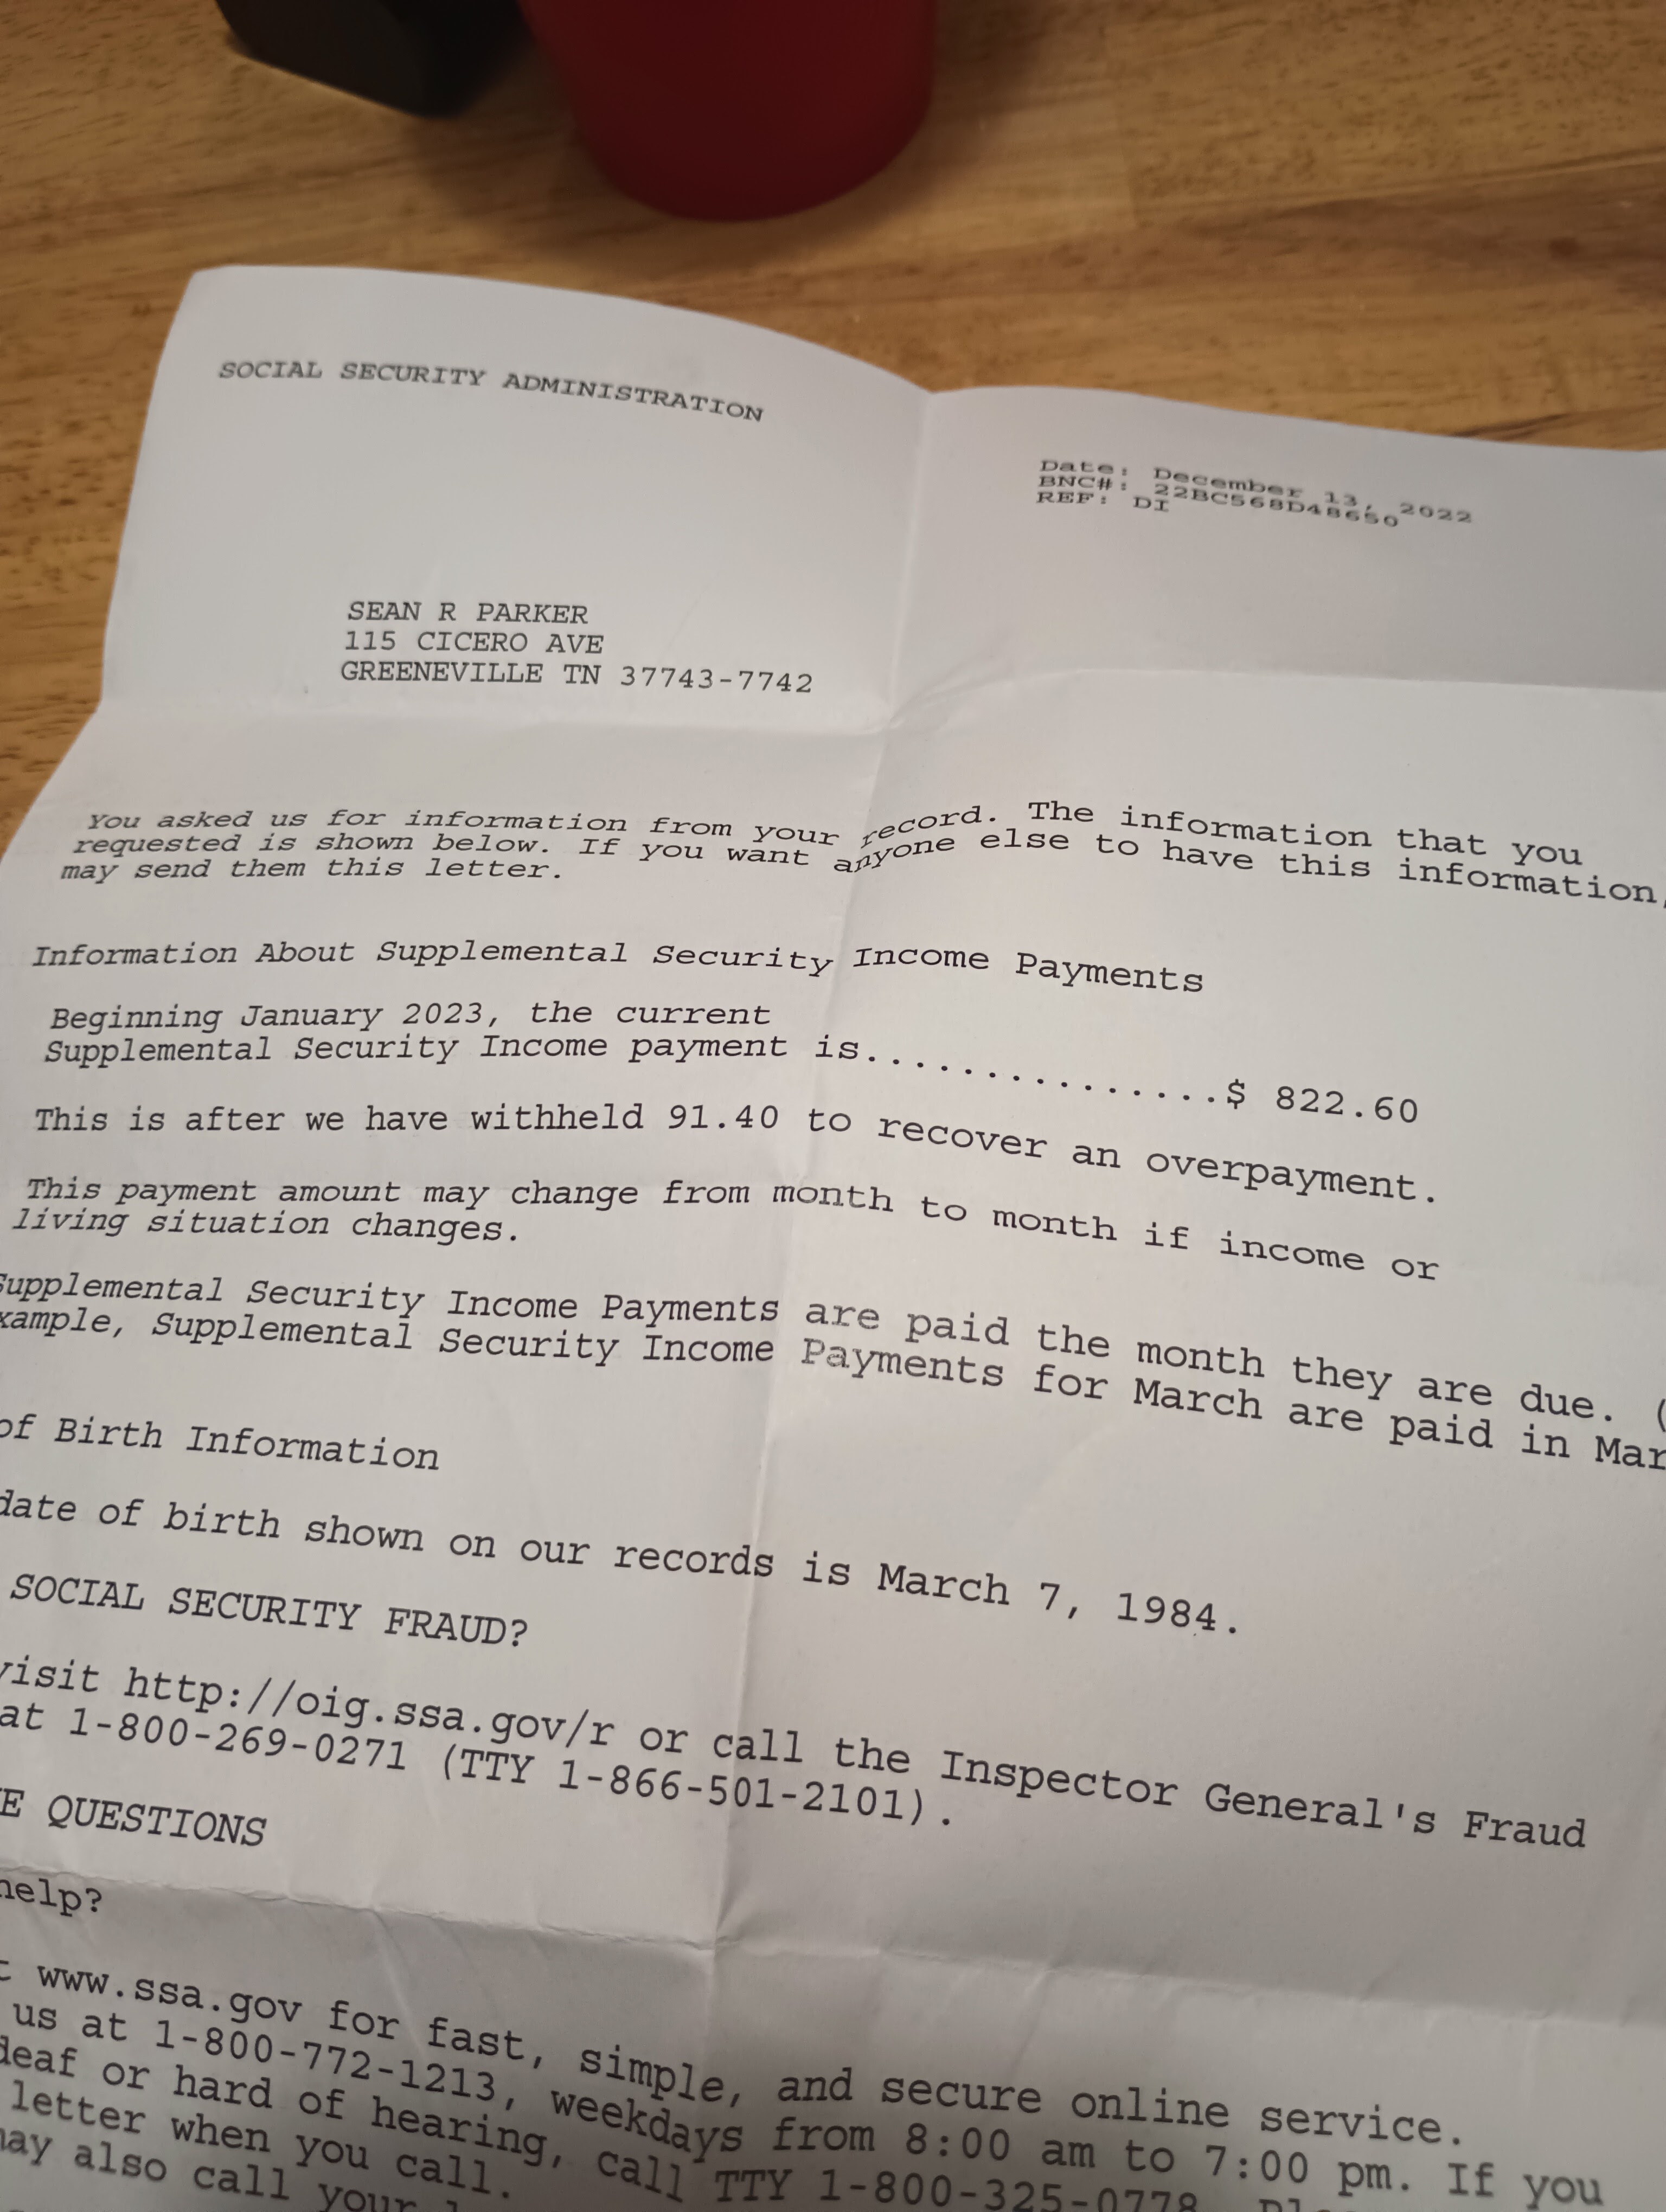 SOCIAL SECURITY ADMINISTRATION
Date: December 13, 2022
BNC#: 22BC568D48650
REF: DI
SEAN R PARKER
115 CICERO AVE
GREENEVILLE TN 37743-7742
You asked us for information from your record. The information that you
requested is shown below. If you want anyone else to have this information,
may send them this letter.
Information About Supplemental Security Income Payments
Beginning January 2023, the current
Supplemental Security Income payment is..............$ 822.60
This is after we have withheld 91.40 to recover an overpayment.
This payment amount may change from month to month if income or
living situation changes.
Supplemental Security Income Payments are paid the month they are due. (
xample, Supplemental Security Income Payments for March are paid in Mar
of Birth Information
date of birth shown on our records is March 7, 1984.
SOCIAL SECURITY FRAUD?
visit http://oig.ssa.gov/r or call the Inspector General's Fraud
at 1-800-269-0271 (TTY 1-866-501-2101).
E QUESTIONS
help?
www.ssa.gov for fast, simple, and secure online service.
us at 1-800-772-1213, weekdays from 8:00 am to 7:00 pm. If you
deaf or hard of hearing, call TTY 1-800-325-0778.
letter when you call.
may also call your